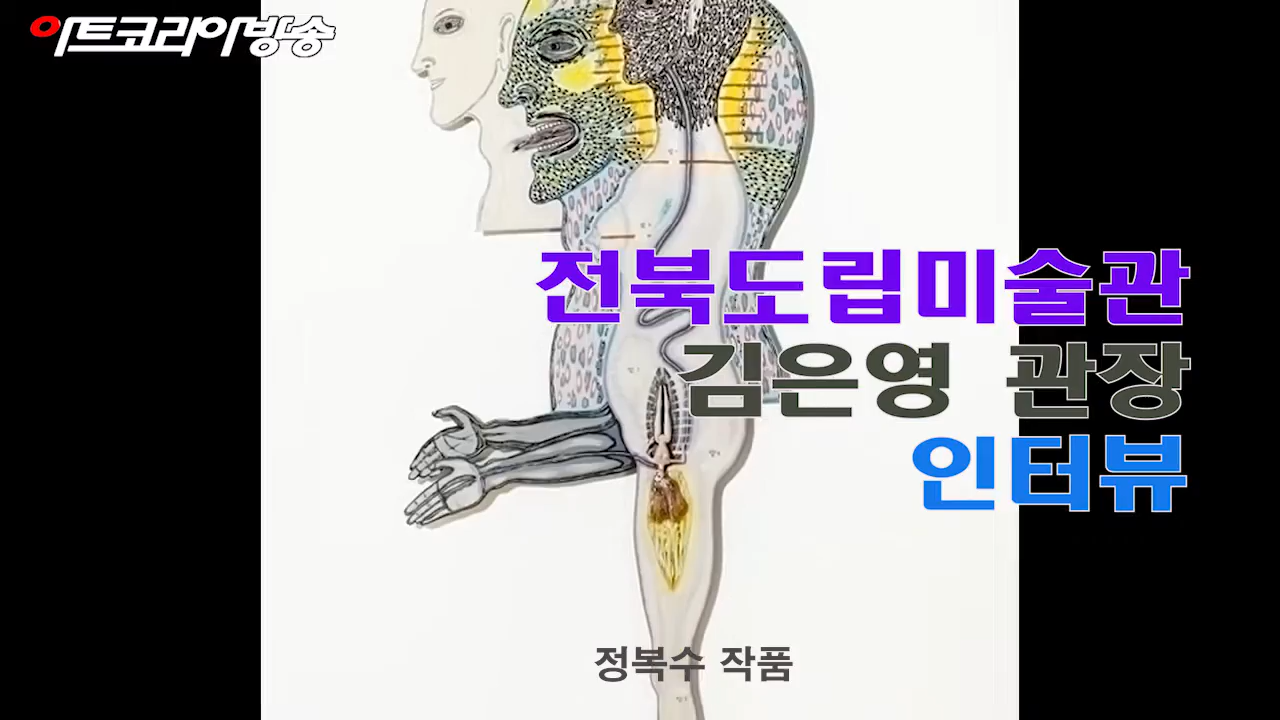 아트코리아방송
전북도립미술관
김은영 관장
인터뷰
정복수 작품